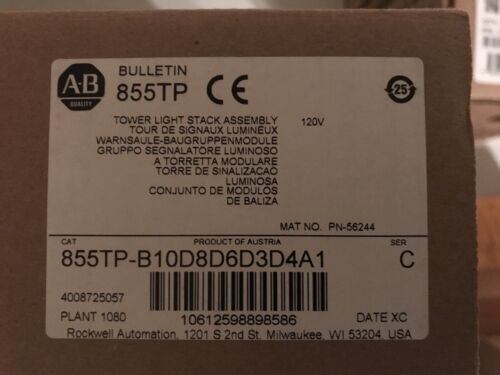 A-B
QUALITY
BULLETIN
855TP
CE
25
TOWER LIGHT STACK ASSEMBLY 120V
TOUR DE SIGNAUX LUMINEUX
WARNSAULE-BAUGRUPPENMODULE
GRUPPO SEGNALATORE LUMINOSO
A TORRETTA MODULARE
TORRE DE SINALIZACAO
LUMINOSA
CONJUNTO DE MODULOS
DE BALIZA
MAT NO. PN-56244
CAT PRODUCT OF AUSTRIA SER
855TP-B10D8D6D3D4A1 C
4008725057
PLANT 1080 10612598898586 DATE XC
Rockwell Automation, 1201 S 2nd St. Milwaukee, WI 53204, USA